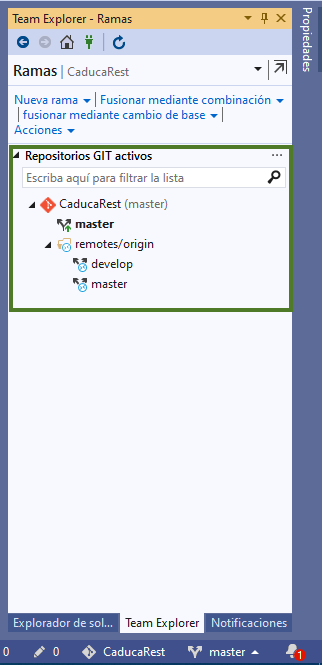 Team Explorer - Ramas
Propiedades
Ramas | CaducaRest
Nueva rama | Fusionar mediante combinación
fusionar mediante cambio de base |
Acciones
Repositorios GIT activos
Escriba aquí para filtrar la lista
CaducaRest (master)
master
remotes/origin
develop
master
Explorador de sol... Team Explorer Notificaciones
0 0 CaducaRest master 1